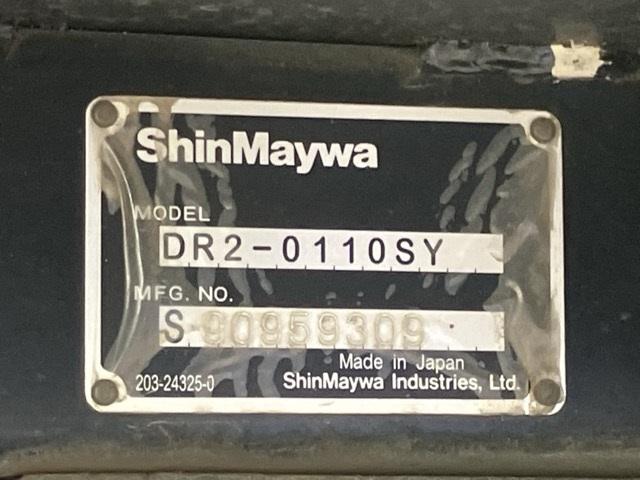 ShinMaywa
MODEL
DR2-0110SY
MFG. NO.
S 90959309
Made in Japan
203-24325-0
ShinMaywa Industries, Ltd.